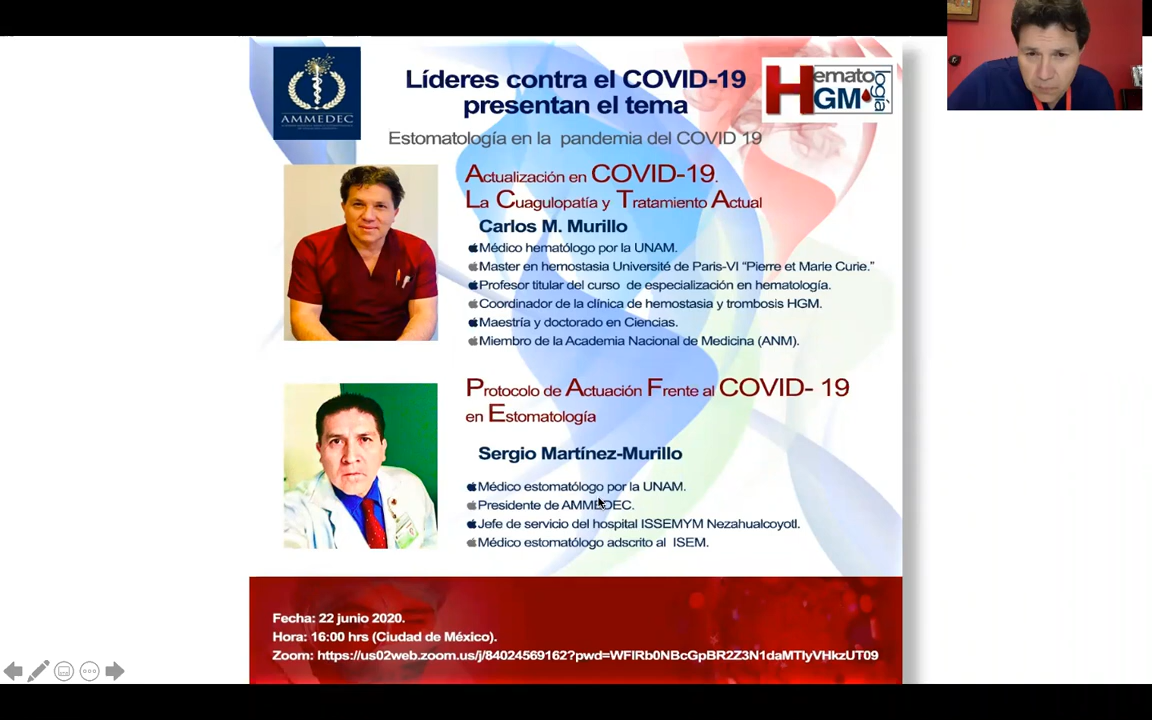 AMMEDEC
Líderes contra el COVID-19
presentan el tema
Hematología
HGM
Estomatología en la pandemia del COVID 19
Actualización en COVID-19.
La Cuagulopatía y Tratamiento Actual
Carlos M. Murillo
Médico hematólogo por la UNAM.
Master en hemostasia Université de Paris-VI “Pierre et Marie Curie.”
Profesor titular del curso de especialización en hematología.
Coordinador de la clínica de hemostasia y trombosis HGM.
Maestría y doctorado en Ciencias.
Miembro de la Academia Nacional de Medicina (ANM).
Protocolo de Actuación Frente al COVID- 19
en Estomatología
Sergio Martínez-Murillo
Médico estomatólogo por la UNAM.
Presidente de AMMEDEC.
Jefe de servicio del hospital ISSEMYM Nezahualcoyotl.
Médico estomatólogo adscrito al ISEM.
Fecha: 22 junio 2020.
Hora: 16:00 hrs (Ciudad de México).
Zoom: https://us02web.zoom.us/j/84024569162?pwd=WFlRb0NBcGpBR2Z3N1daMTIyVHkzUT09